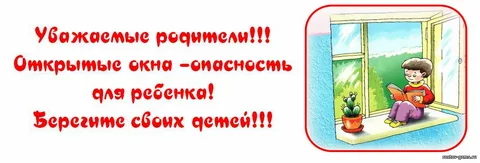 Уважаемые родители!!!
Открытые окна -опасность
для ребенка!
Берегите своих детей!!!